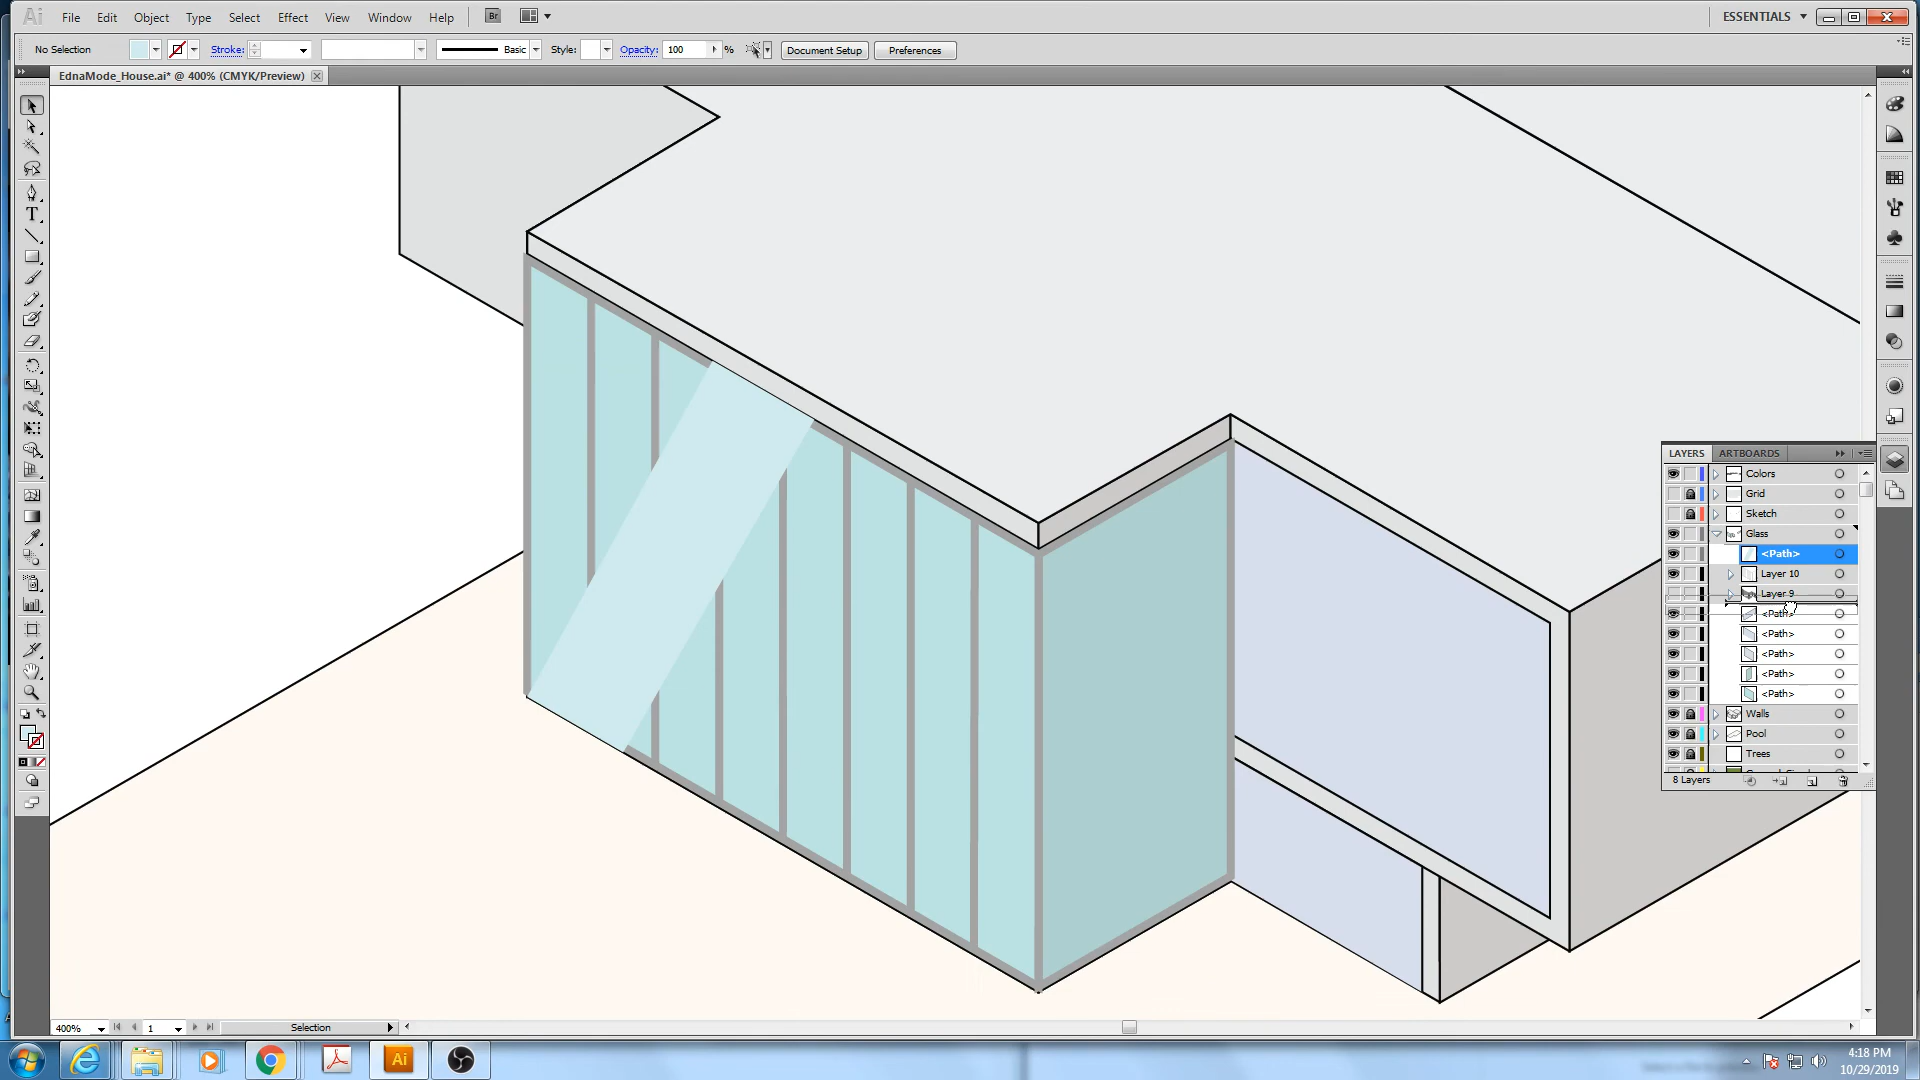 Ai File Edit Object Type Select Effect View Window Help Br ESSENTIALS
No Selection Stroke: Basic Style: Opacity: 100 % Document Setup Preferences
EdnaMode_House.ai* @ 400% (CMYK/Preview)
T
LAYERS ARTBOARDS
Colors
Grid
Sketch
Glass
<Path>
Layer 10
Layer 9
<Path>
<Path>
<Path>
<Path>
<Path>
Walls
Pool
Trees
8 Layers
400% 1 Selection
Ai
4:18 PM
10/29/2019